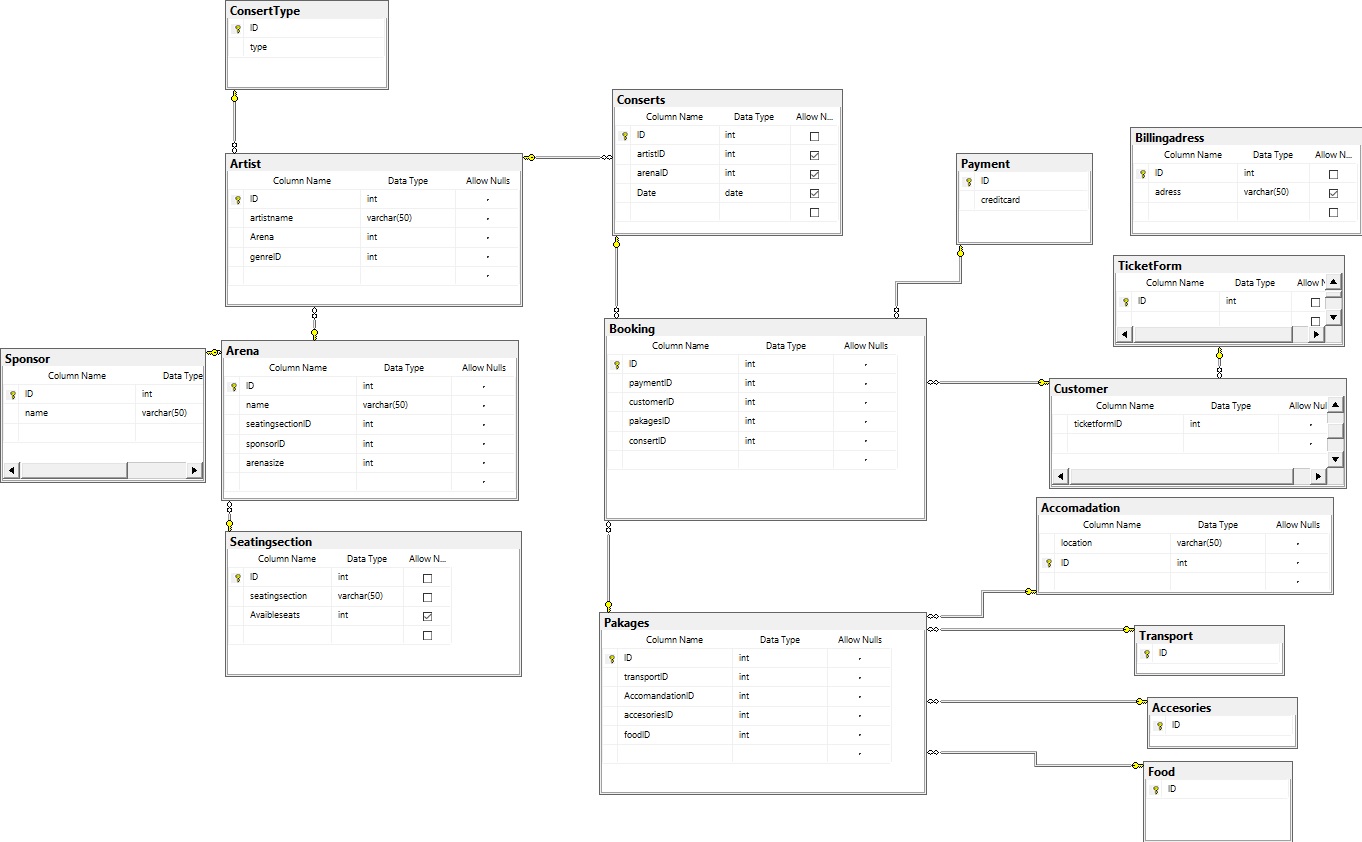 ConsertType
ID
type
Artist
Column Name Data Type Allow Nulls
ID int
artistname varchar(50)
Arena int
genreID int
Sponsor
Column Name Data Type
ID int
name varchar(50)
Arena
Column Name Data Type Allow Nulls
ID int
name varchar(50)
seatingsectionID int
sponsorID int
arenasize int
Seatingsection
Column Name Data Type Allow N...
ID int
seatingsection varchar(50)
Avaibleseats int
Conserts
Column Name Data Type Allow N...
ID int
artistID int
arenaID int
Date date
Payment
ID
creditcard
Billingadress
Column Name Data Type Allow N...
ID int
adress varchar(50)
TicketForm
Column Name Data Type Allow N
ID int
Booking
Column Name Data Type Allow Nulls
ID int
paymentID int
customerID int
pakagesID int
consertID int
Customer
Column Name Data Type Allow Nul
ticketformID int
Accomadation
Column Name Data Type Allow Nulls
location varchar(50)
ID int
Pakages
Column Name Data Type Allow Nulls
ID int
transportID int
AccomandationID int
accesoriesID int
foodID int
Transport
ID
Accesories
ID
Food
ID